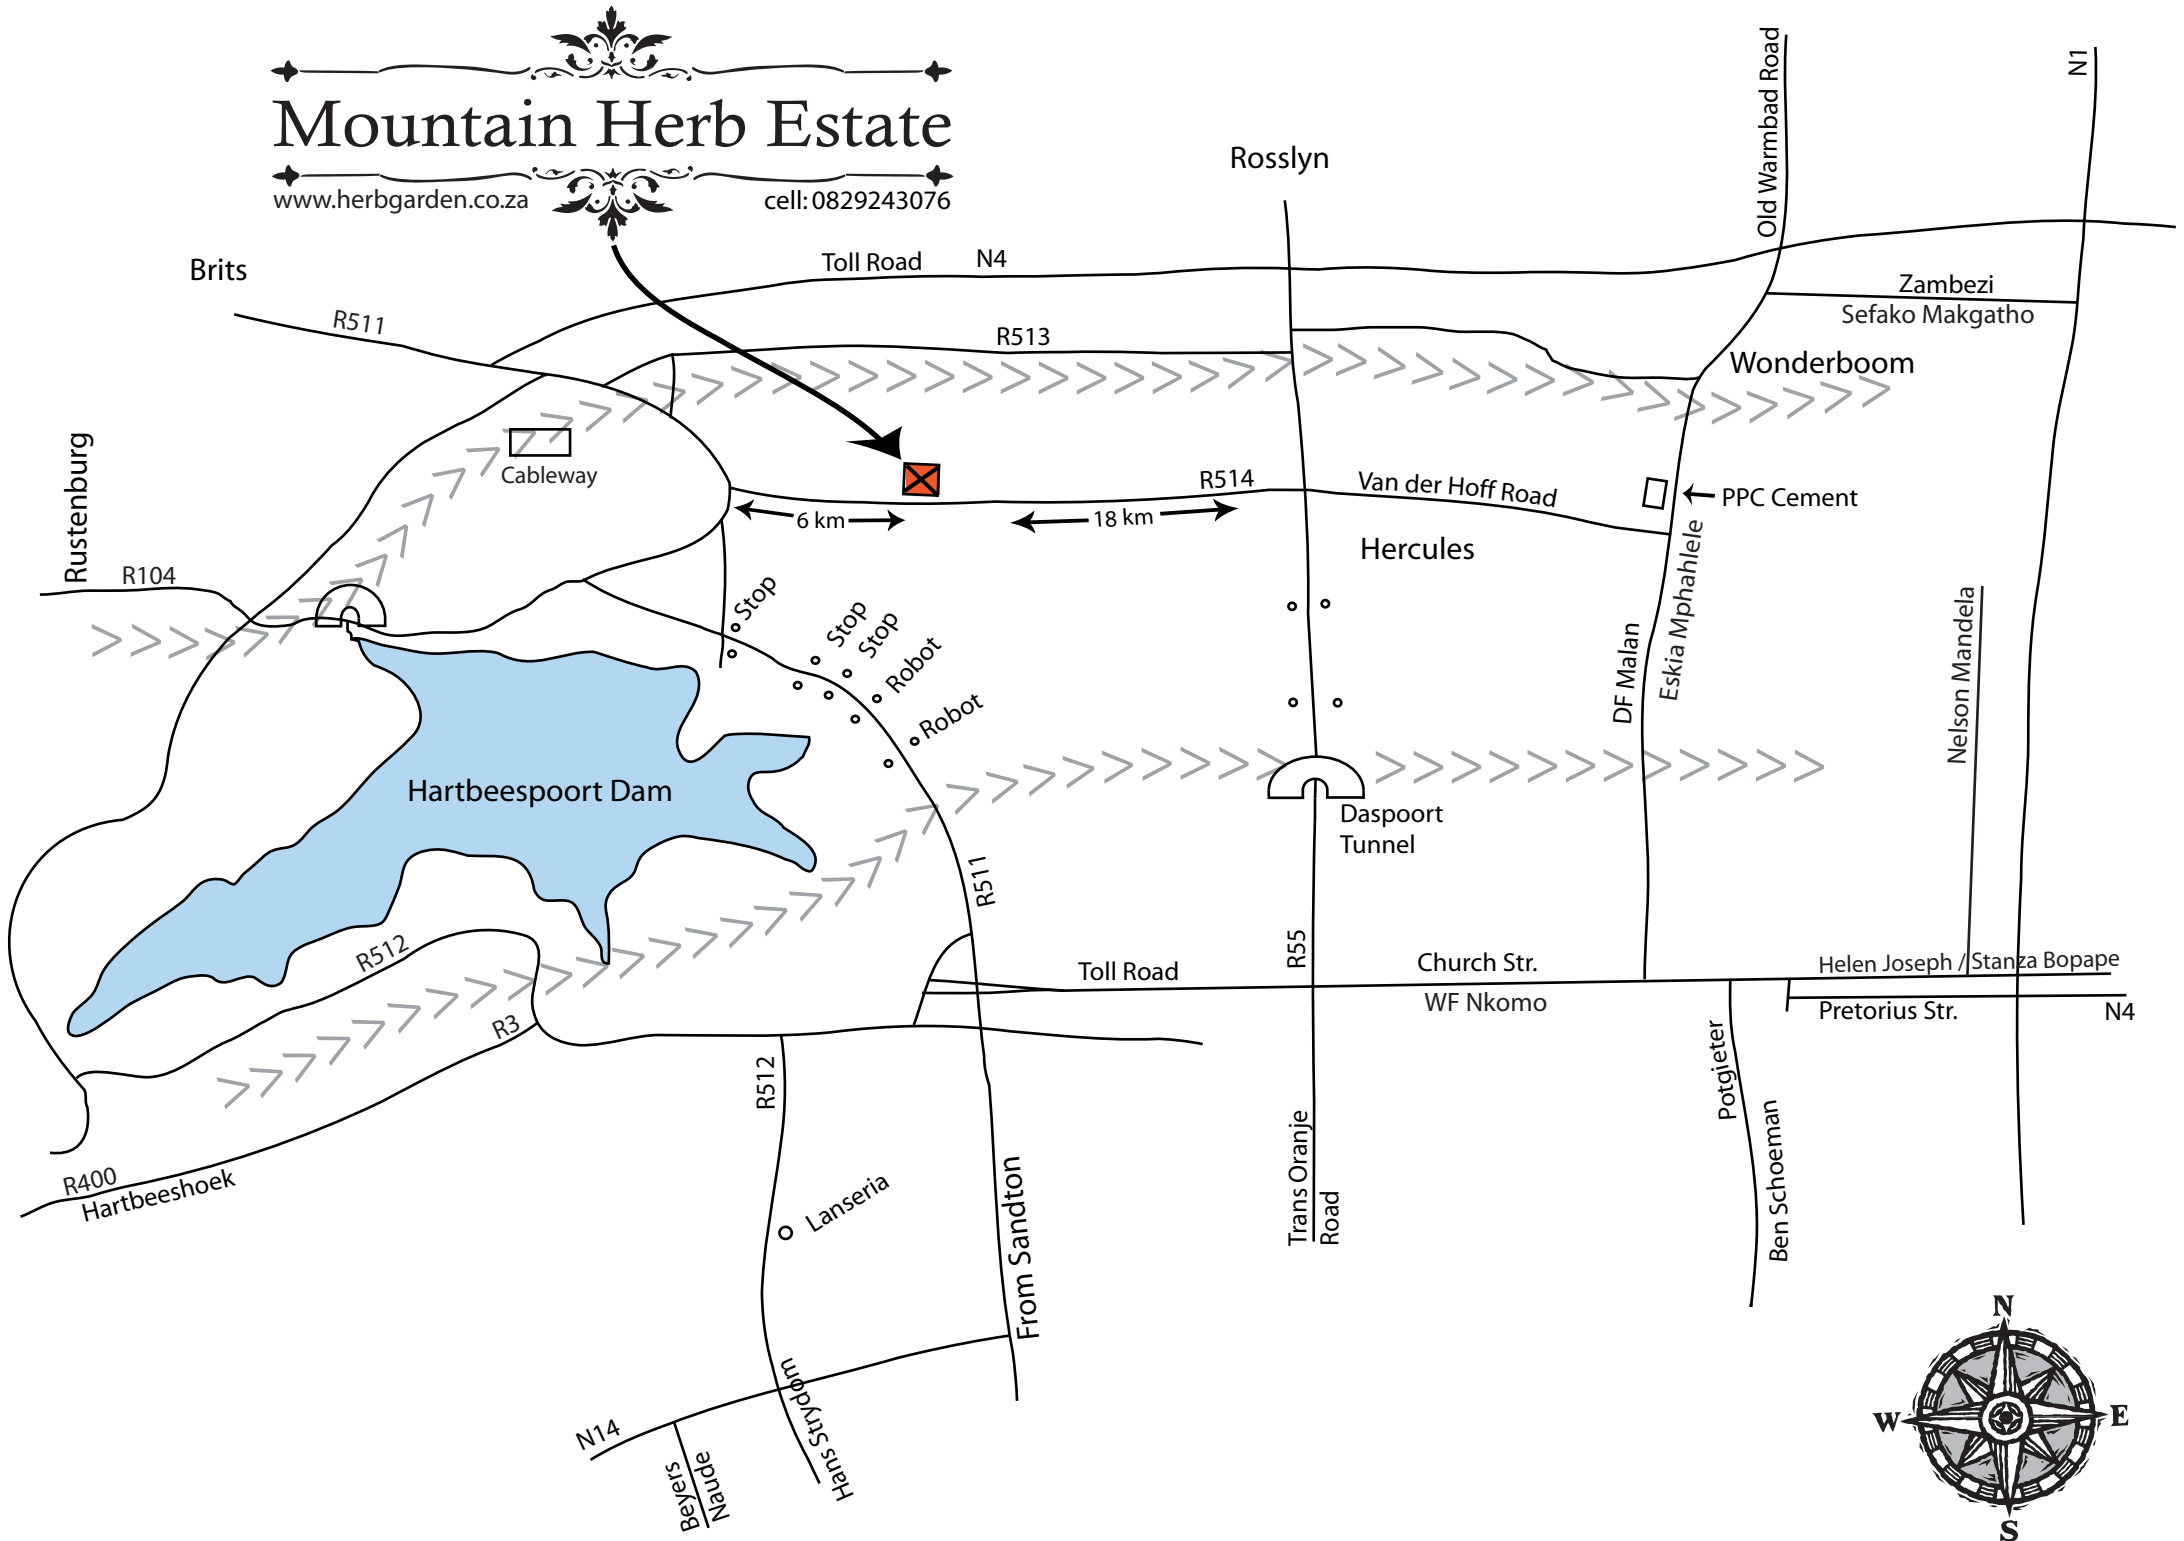 Mountain Herb Estate
www.herbgarden.co.za
cell: 0829243076
Old Warmbad Road
N1
Rosslyn
Brits
Toll Road
N4
Zambezi
Sefako Makgatho
R511
R513
Wonderboom
Rustenburg
Cableway
R514
Van der Hoff Road
PPC Cement
6 km
18 km
Hercules
R104
Stop
Stop
Stop
Robot
Robot
DF Malan
Eskia Mphahlele
Nelson Mandela
Hartbeespoort Dam
Daspoort
Tunnel
R511
R512
R55
Toll Road
Church Str.
WF Nkomo
Helen Joseph / Stanza Bopape
Pretorius Str.
N4
R3
R512
Potgieter
Ben Schoeman
Trans Oranje
Road
R400
Hartbeeshoek
Lanseria
From Sandton
Hans Strydom
N14
Beyers
Naude
N
W
E
S